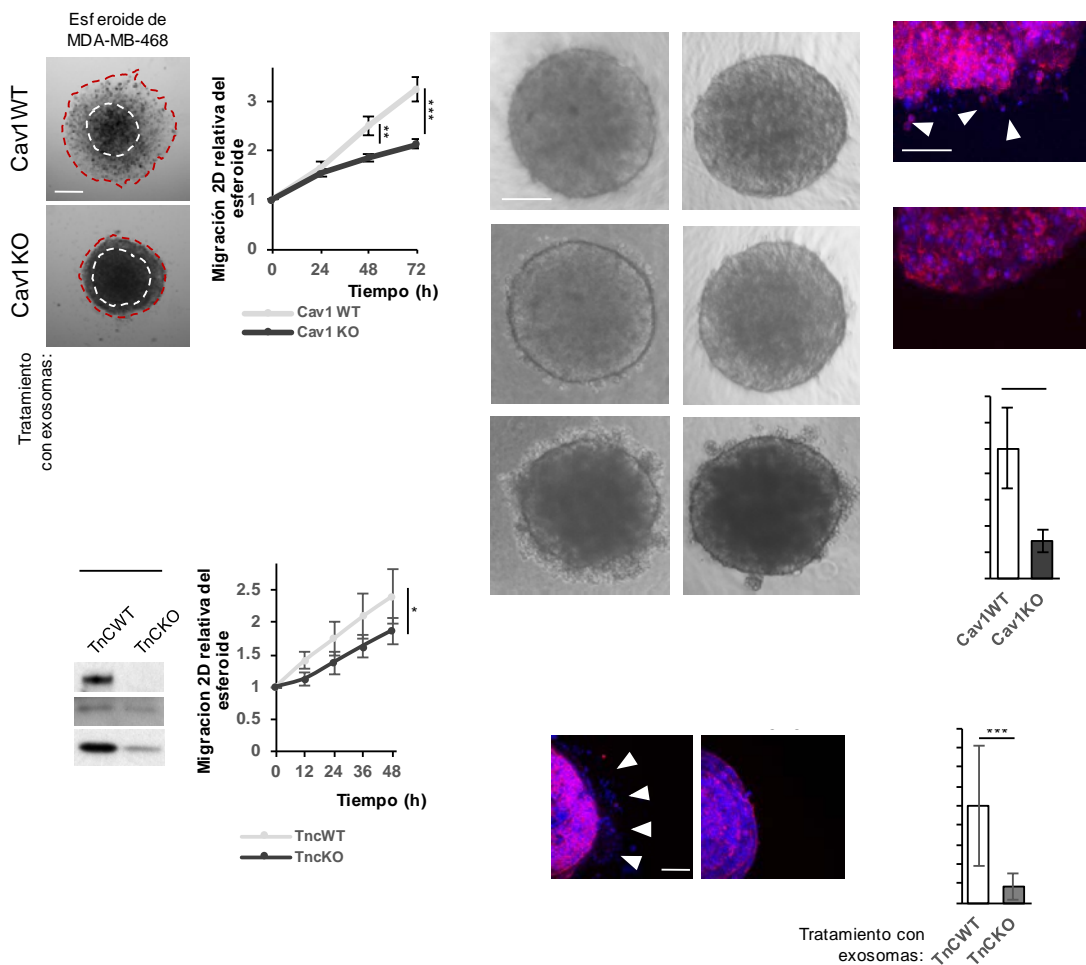 Esferoide de
MDA-MB-468
Cav1WT
Cav1KO
Tratamiento
con exosomas:
Migración 2D relativa del
esferoide
3
2
1
0
0 24 48 72
**
***
Tiempo (h)
Cav1 WT
Cav1 KO
Cav1WT
Cav1KO
TnCWT
TnCKO
Migracion 2D relativa del
esferoide
2.5
2
1.5
1
0.5
0
0 12 24 36 48
*
Tiempo (h)
TncWT
TncKO
***
Tratamiento con
exosomas:
TnCWT
TnCKO